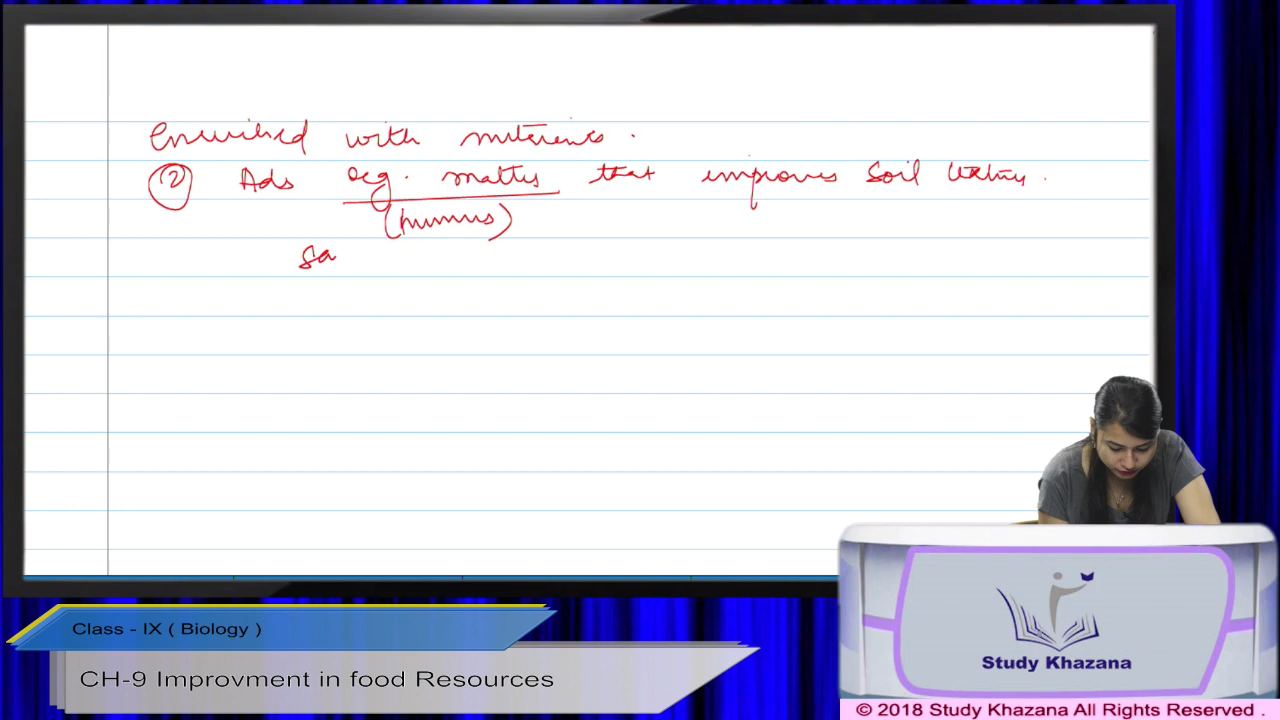 enriched with nutrients.
② Ads org. matter that improves Soil texture.
(humus)
Sa
Class - IX ( Biology )
CH-9 Improvment in food Resources
Study Khazana
© 2018 Study Khazana All Rights Reserved .